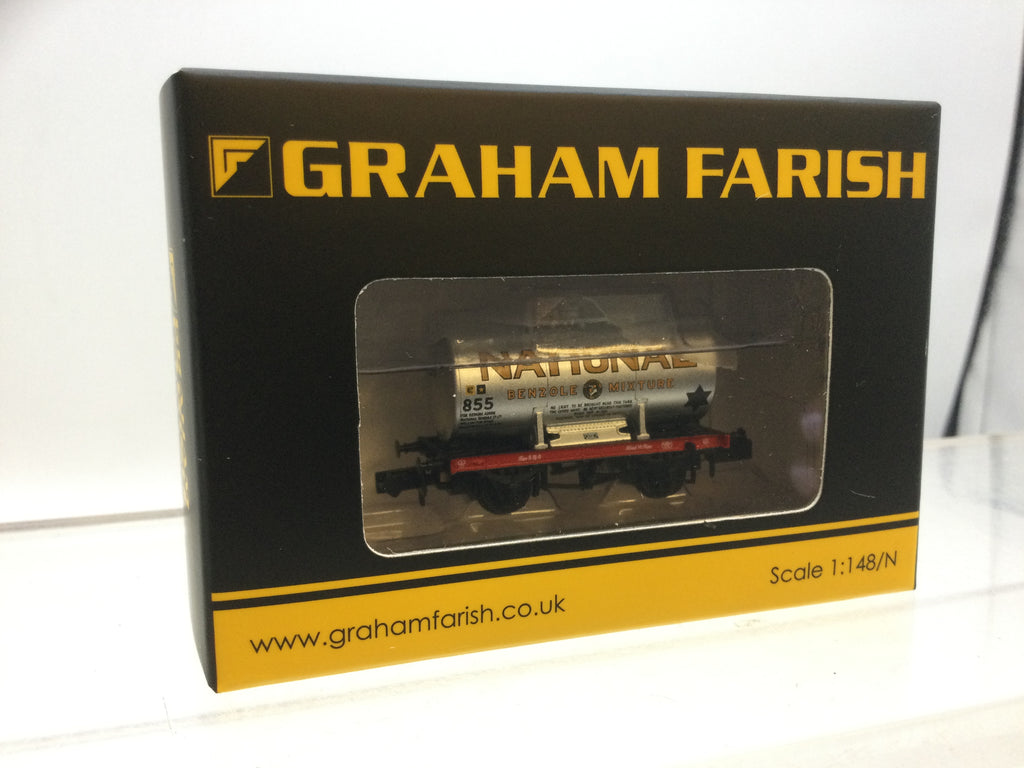 GRAHAM FARISH
NATIONAL
BENZOLE MIXTURE
855
www.grahamfarish.co.uk
Scale 1:148/N